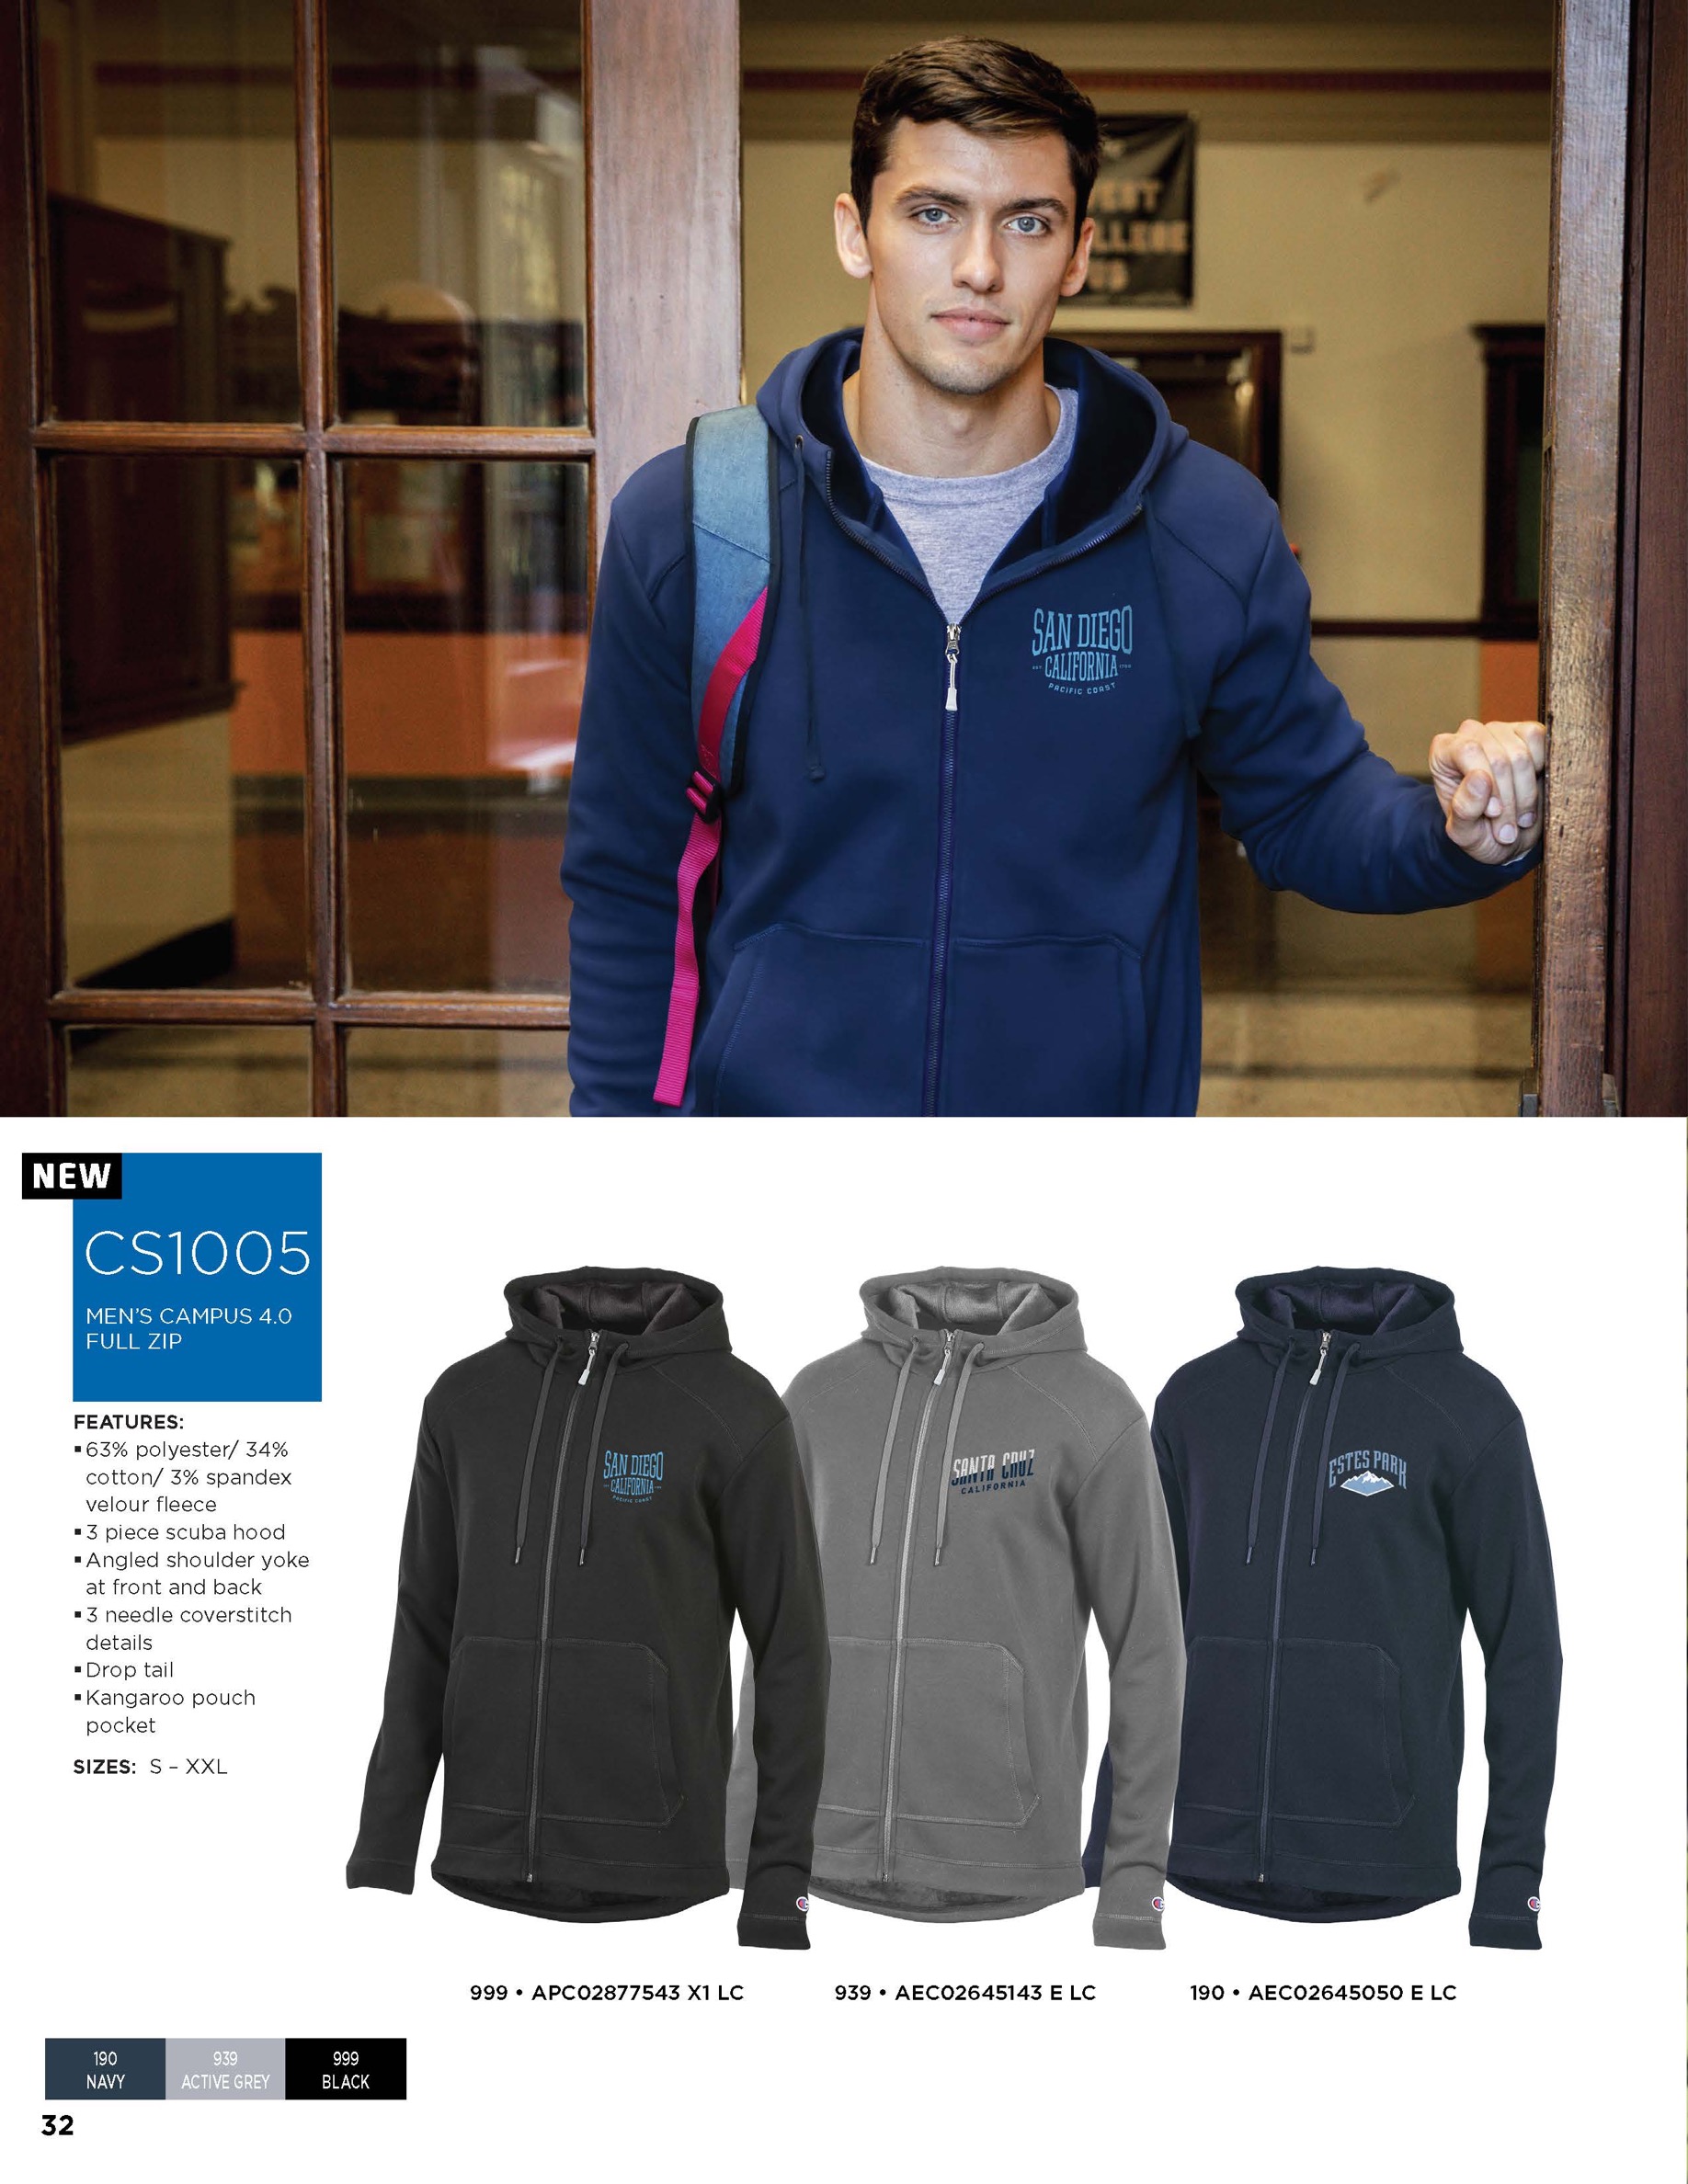 SAN DIEGO
CALIFORNIA
PACIFIC COAST
NEW
CS1005
MEN'S CAMPUS 4.0
FULL ZIP
FEATURES:
▪ 63% polyester/ 34%
cotton/ 3% spandex
velour fleece
▪ 3 piece scuba hood
▪ Angled shoulder yoke
at front and back
▪ 3 needle coverstitch
details
▪ Drop tail
▪ Kangaroo pouch
pocket
SIZES: S – XXL
SAN DIEGO
CALIFORNIA
PACIFIC COAST
SANTA CRUZ
CALIFORNIA
ESTES PARK
999 • APC02877543 X1 LC
939 • AEC02645143 E LC
190 • AEC02645050 E LC
190
NAVY
939
ACTIVE GREY
999
BLACK
32